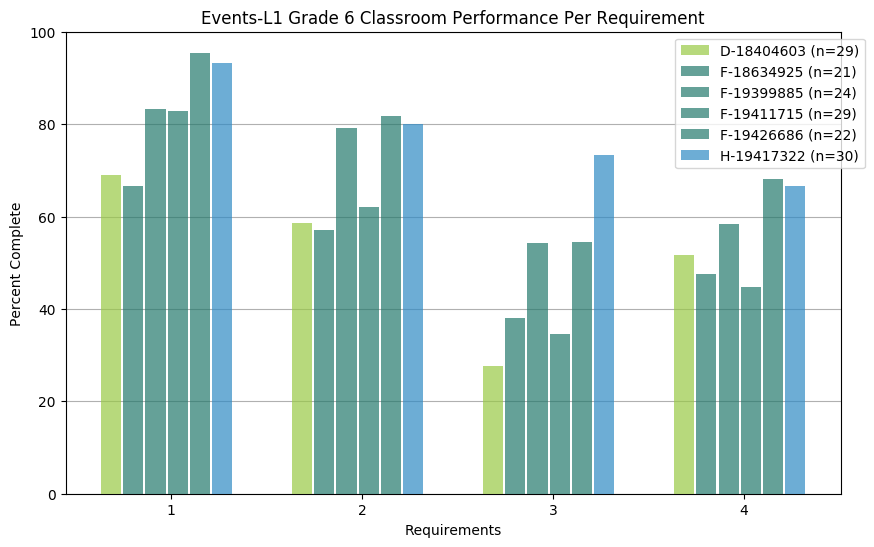 Events-L1 Grade 6 Classroom Performance Per Requirement
100
80
60
40
20
0
Percent Complete
D-18404603 (n=29)
F-18634925 (n=21)
F-19399885 (n=24)
F-19411715 (n=29)
F-19426686 (n=22)
H-19417322 (n=30)
1 2 3 4
Requirements